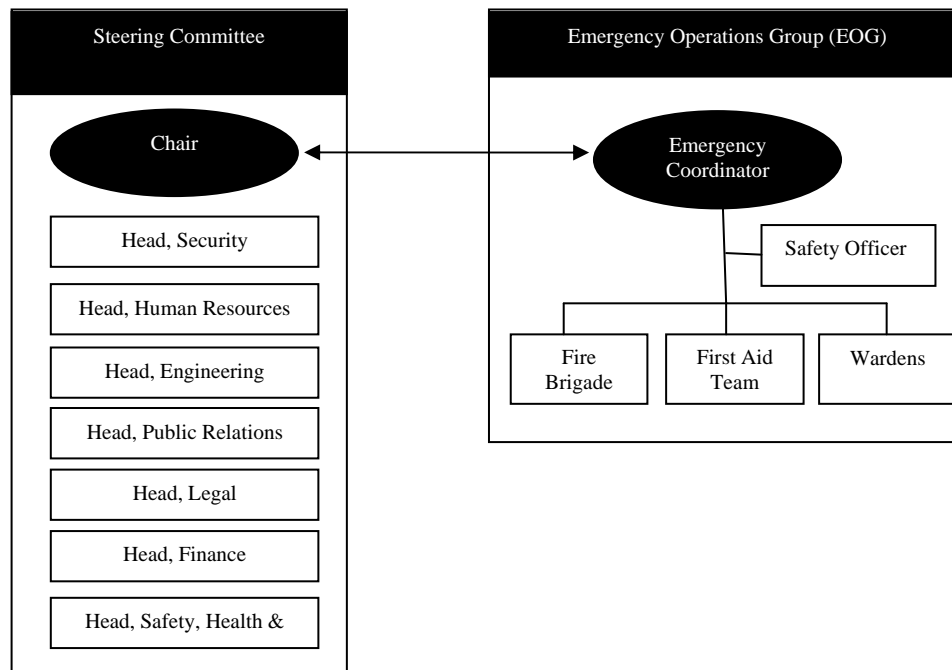 Steering Committee
Chair
Head, Security
Head, Human Resources
Head, Engineering
Head, Public Relations
Head, Legal
Head, Finance
Head, Safety, Health &
Emergency Operations Group (EOG)
Emergency
Coordinator
Safety Officer
Fire
Brigade
First Aid
Team
Wardens